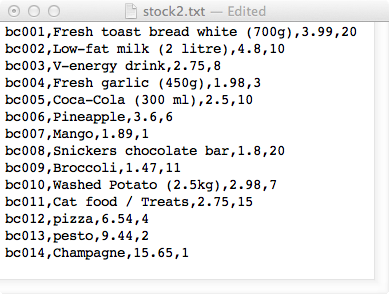 stock2.txt — Edited
bc001,Fresh toast bread white (700g),3.99,20
bc002,Low-fat milk (2 litre),4.8,10
bc003,V-energy drink,2.75,8
bc004,Fresh garlic (450g),1.98,3
bc005,Coca-Cola (300 ml),2.5,10
bc006,Pineapple,3.6,6
bc007,Mango,1.89,1
bc008,Snickers chocolate bar,1.8,20
bc009,Broccoli,1.47,11
bc010,Washed Potato (2.5kg),2.98,7
bc011,Cat food / Treats,2.75,15
bc012,pizza,6.54,4
bc013,pesto,9.44,2
bc014,Champagne,15.65,1